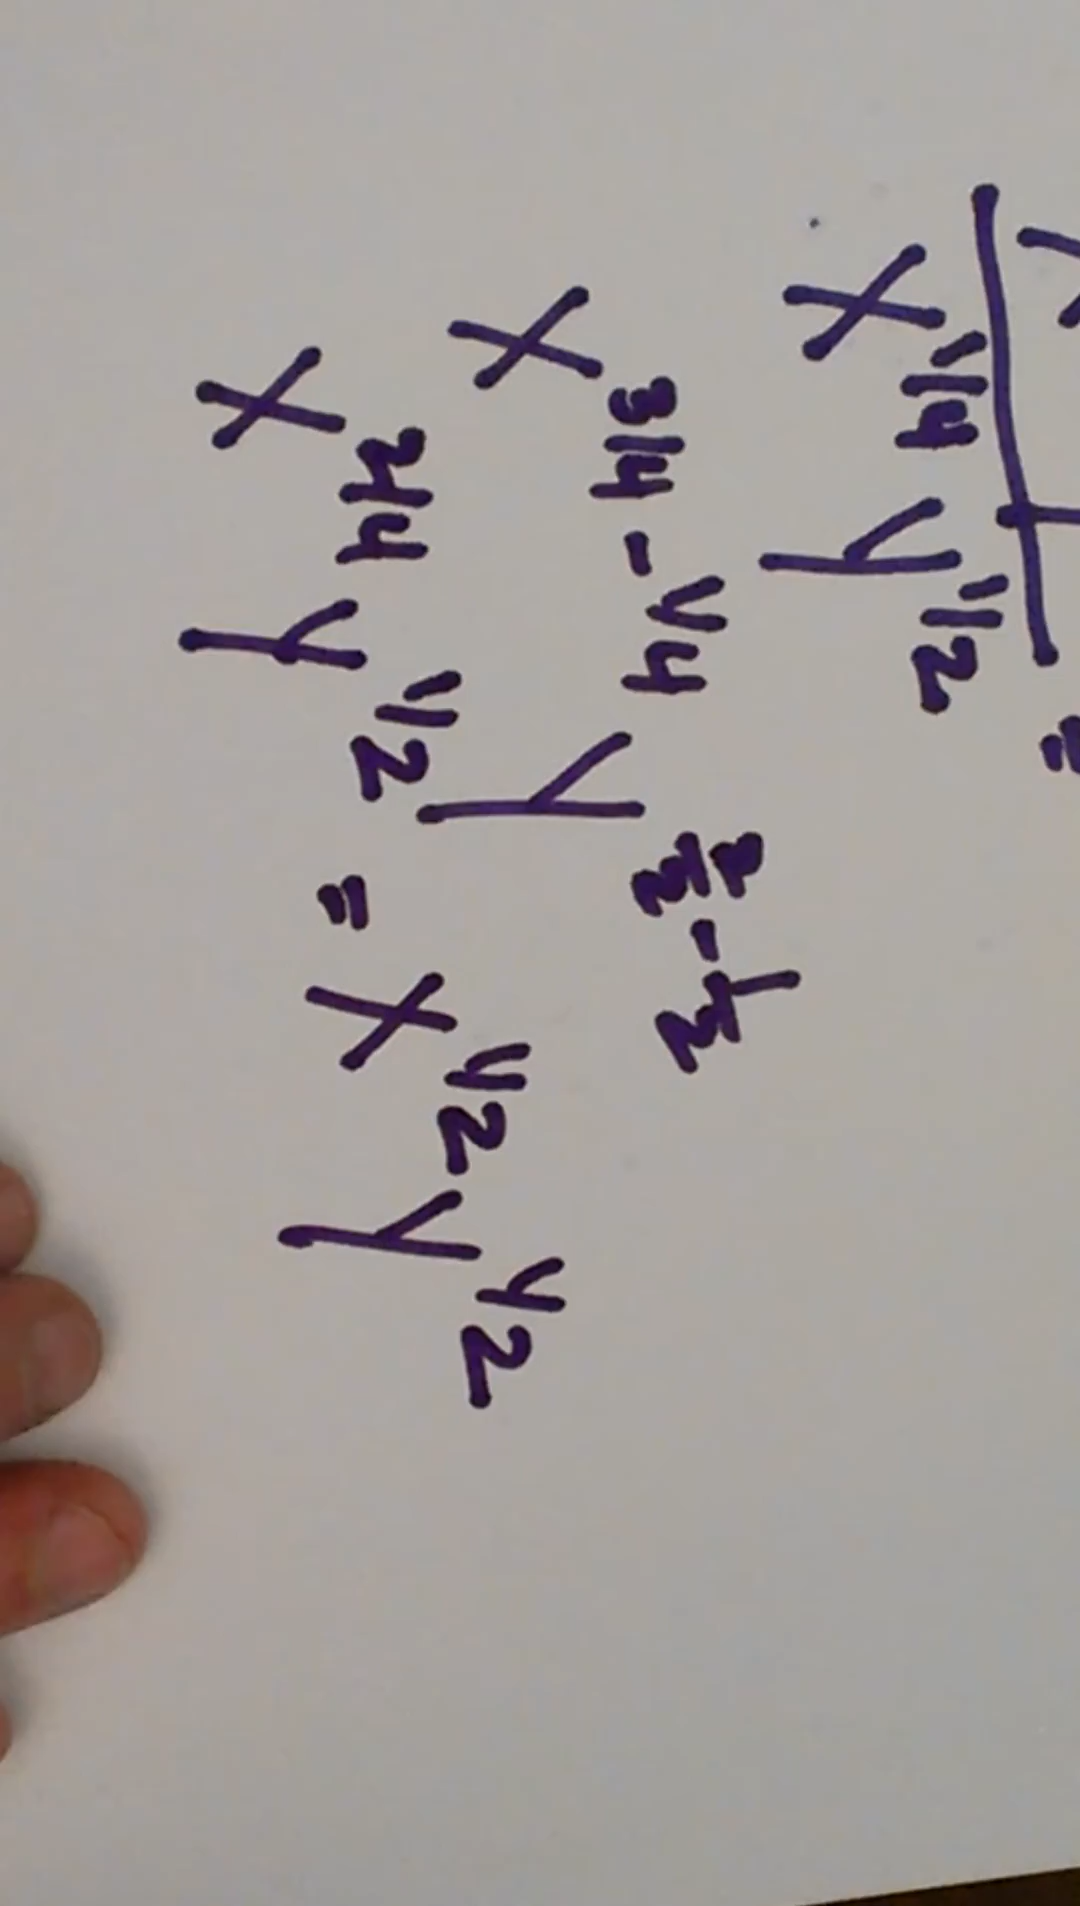 x^1/4 y^1/2 =
x^3/4-1/4 y^2/2-1/2
x^2/4 y^1/2 = x^1/2 y^1/2